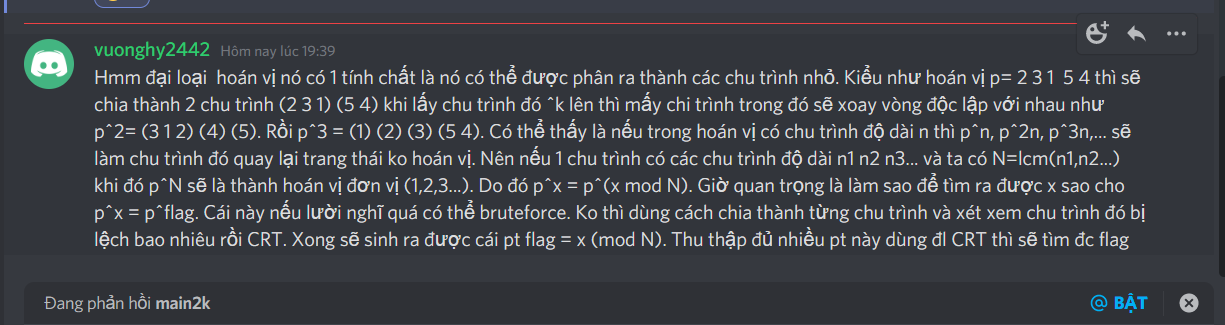 vuonghy2442 Hôm nay lúc 19:39
Hmm đại loại hoán vị nó có 1 tính chất là nó có thể được phân ra thành các chu trình nhỏ. Kiểu như hoán vị p= 2 3 1 5 4 thì sẽ
chia thành 2 chu trình (2 3 1) (5 4) khi lấy chu trình đó ^k lên thì mấy chi trình trong đó sẽ xoay vòng độc lập với nhau như
p^2= (3 1 2) (4) (5). Rồi p^3 = (1) (2) (3) (5 4). Có thể thấy là nếu trong hoán vị có chu trình độ dài n thì p^n, p^2n, p^3n,... sẽ
làm chu trình đó quay lại trang thái ko hoán vị. Nên nếu 1 chu trình có các chu trình độ dài n1 n2 n3... và ta có N=lcm(n1,n2...)
khi đó p^N sẽ là thành hoán vị đơn vị (1,2,3...). Do đó p^x = p^(x mod N). Giờ quan trọng là làm sao để tìm ra được x sao cho
p^x = p^flag. Cái này nếu lười nghĩ quá có thể bruteforce. Ko thì dùng cách chia thành từng chu trình và xét xem chu trình đó bị
lệch bao nhiêu rồi CRT. Xong sẽ sinh ra được cái pt flag = x (mod N). Thu thập đủ nhiều pt này dùng đl CRT thì sẽ tìm đc flag
Đang phản hồi main2k @ BẬT